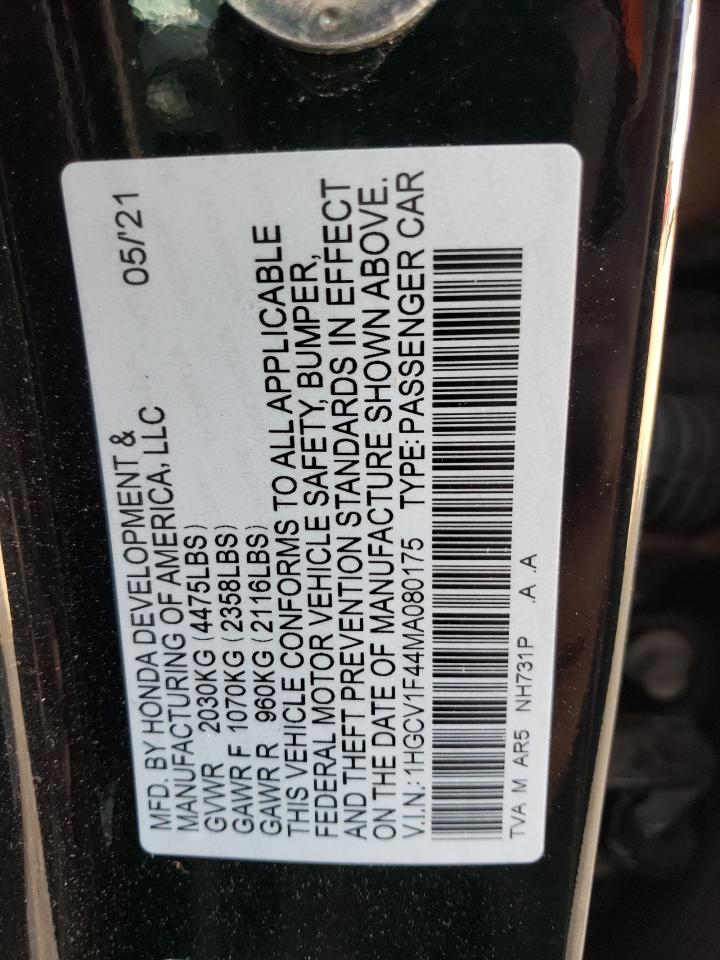 MFD. BY HONDA DEVELOPMENT &
MANUFACTURING OF AMERICA, LLC 05/'21
GVWR 2030KG (4475LBS)
GAWR F 1070KG (2358LBS)
GAWR R 960KG (2116LBS)
THIS VEHICLE CONFORMS TO ALL APPLICABLE
FEDERAL MOTOR VEHICLE SAFETY, BUMPER,
AND THEFT PREVENTION STANDARDS IN EFFECT
ON THE DATE OF MANUFACTURE SHOWN ABOVE.
V.I.N.: 1HGCV1F44MA080175 TYPE: PASSENGER CAR
TVA M AR5 NH731P .A .A